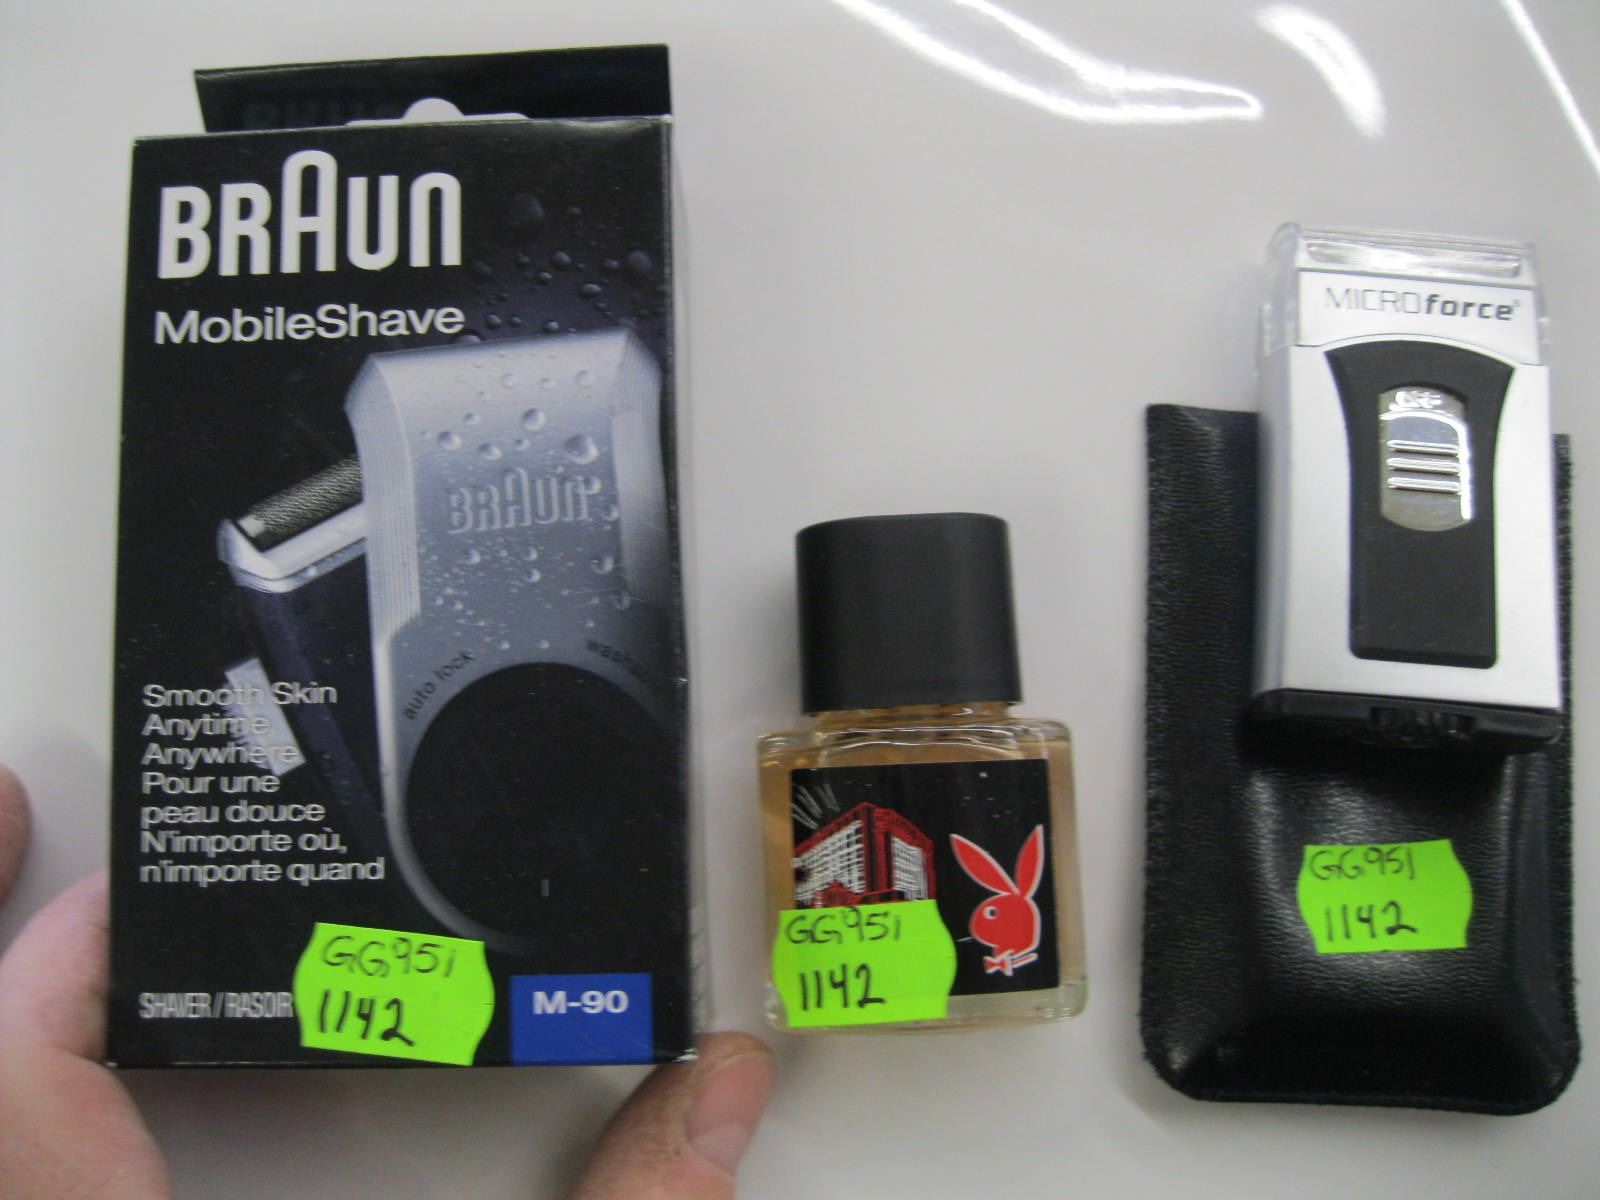 BRAUN
MobileShave
BRAUN
auto lock
Smooth Skin
Anytime,
Anywhere
Pour une
peau douce
N'importe où,
n'importe quand
SHAVER / RASOIR
M-90
GG951
1142
GG951
1142
MICROforce
GG951
1142